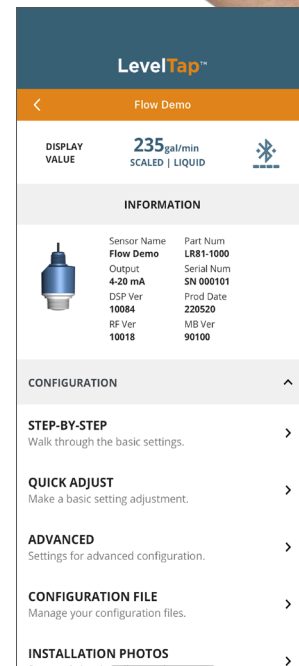 LevelTap™
Flow Demo
DISPLAY VALUE
235 gal/min
SCALED | LIQUID
INFORMATION
Sensor Name
Flow Demo
Part Num
LR81-1000
Output
4-20 mA
Serial Num
SN 000101
DSP Ver
10084
Prod Date
220520
RF Ver
10018
MB Ver
90100
CONFIGURATION
STEP-BY-STEP
Walk through the basic settings.
QUICK ADJUST
Make a basic setting adjustment.
ADVANCED
Settings for advanced configuration.
CONFIGURATION FILE
Manage your configuration files.
INSTALLATION PHOTOS